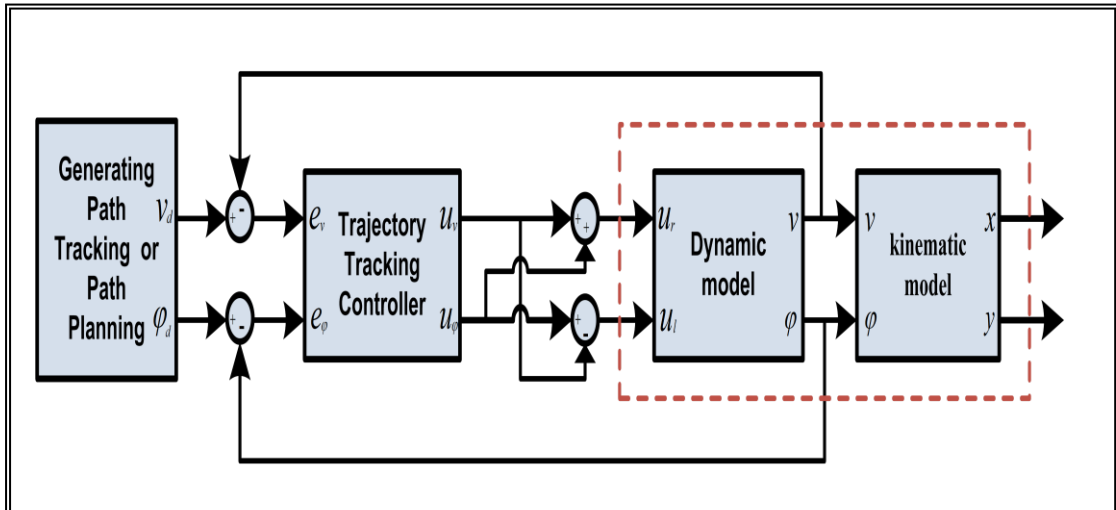 Generating
Path
Tracking or
Path
Planning
v_d
φ_d
+ -
+ -
e_v
e_φ
Trajectory
Tracking
Controller
u_v
u_φ
+ +
+ -
u_r
u_l
Dynamic
model
v
φ
v
φ
kinematic
model
x
y